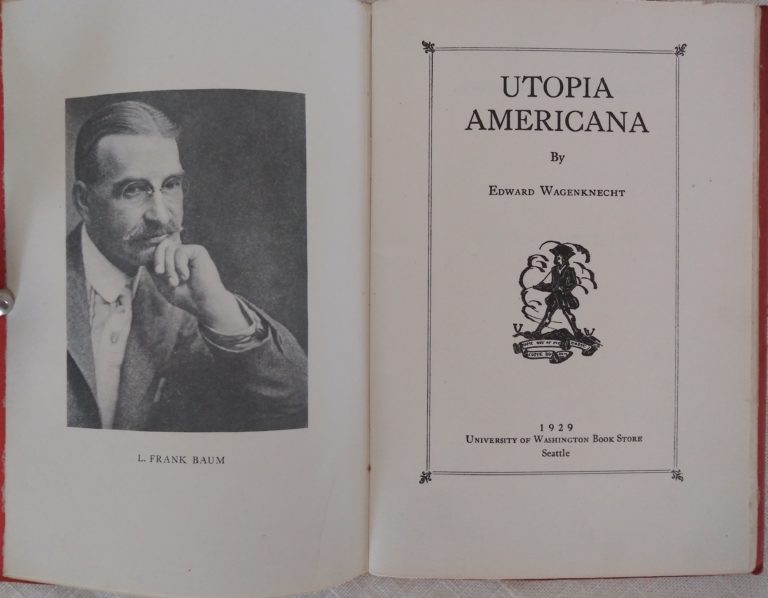 L. FRANK BAUM
UTOPIA
AMERICANA
By
EDWARD WAGENKNECHT
1929
UNIVERSITY OF WASHINGTON BOOK STORE
Seattle